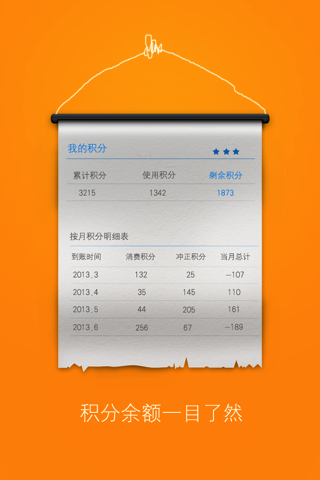 我的积分 ★★★
累计积分 使用积分 剩余积分
3215 1342 1873
按月积分明细表
到账时间 消费积分 冲正积分 当月总计
2013.3 132 25 −107
2013.4 35 145 110
2013.5 44 205 161
2013.6 256 67 −189
积分余额一目了然